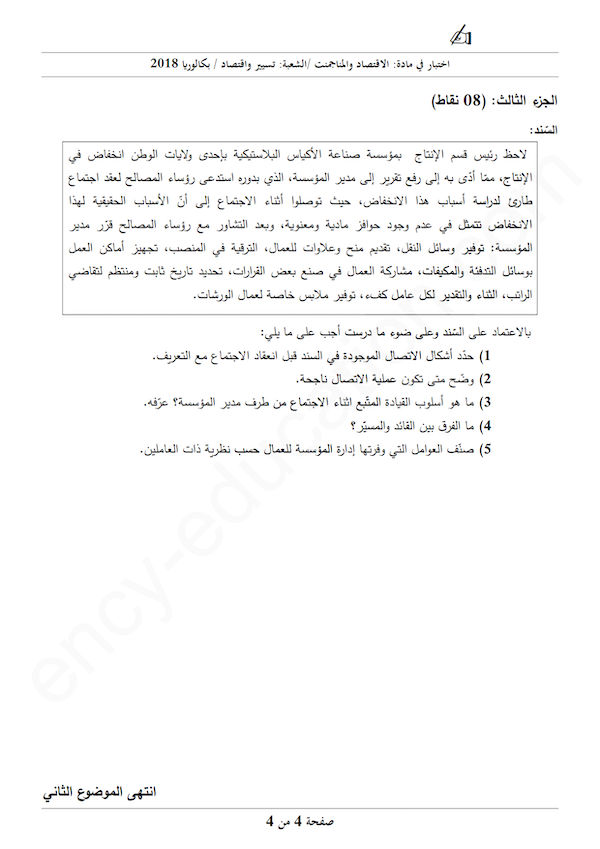 اختبار في مادة: الاقتصاد والمناجمنت /الشعبة: تسيير واقتصاد / بكالوريا 2018
الجزء الثالث: (08 نقاط)
السّند:
لاحظ رئيس قسم الإنتاج بمؤسسة صناعة الأكياس البلاستيكية بإحدى ولايات الوطن انخفاض في
الإنتاج، ممّا أدّى به إلى رفع تقرير إلى مدير المؤسسة، الذي بدوره استدعى رؤساء المصالح لعقد اجتماع
طارئ لدراسة أسباب هذا الانخفاض، حيث توصلوا أثناء الاجتماع إلى أنّ الأسباب الحقيقية لهذا
الانخفاض تتمثل في عدم وجود حوافز مادية ومعنوية، وبعد التشاور مع رؤساء المصالح قرّر مدير
المؤسسة: توفير وسائل النقل، تقديم منح وعلاوات للعمال، الترقية في المنصب، تجهيز أماكن العمل
بوسائل التدفئة والمكيفات، مشاركة العمال في صنع بعض القرارات، تحديد تاريخ ثابت ومنتظم لتقاضي
الراتب، الثناء والتقدير لكل عامل كفء، توفير ملابس خاصة لعمال الورشات.
بالاعتماد على السّند وعلى ضوء ما درست أجب على ما يلي:
1) حدّد أشكال الاتصال الموجودة في السند قبل انعقاد الاجتماع مع التعريف.
2) وضّح متى تكون عملية الاتصال ناجحة.
3) ما هو أسلوب القيادة المتّبع اثناء الاجتماع من طرف مدير المؤسسة؟ عرّفه.
4) ما الفرق بين القائد والمسيّر؟
5) صنّف العوامل التي وفرتها إدارة المؤسسة للعمال حسب نظرية ذات العاملين.
ency-education.com
انتهى الموضوع الثاني
صفحة 4 من 4